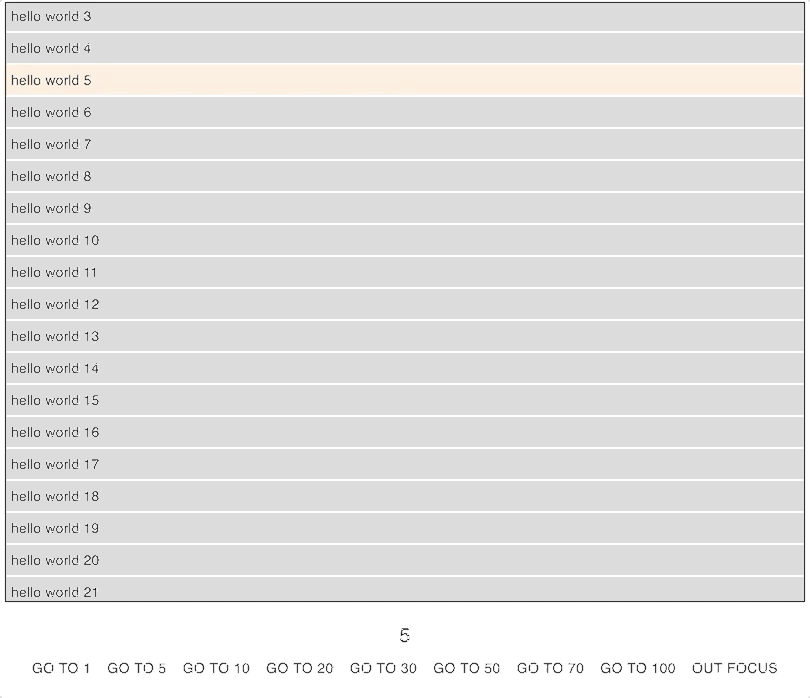 hello world 3
hello world 4
hello world 5
hello world 6
hello world 7
hello world 8
hello world 9
hello world 10
hello world 11
hello world 12
hello world 13
hello world 14
hello world 15
hello world 16
hello world 17
hello world 18
hello world 19
hello world 20
hello world 21
5
GO TO 1 GO TO 5 GO TO 10 GO TO 20 GO TO 30 GO TO 50 GO TO 70 GO TO 100 OUT FOCUS